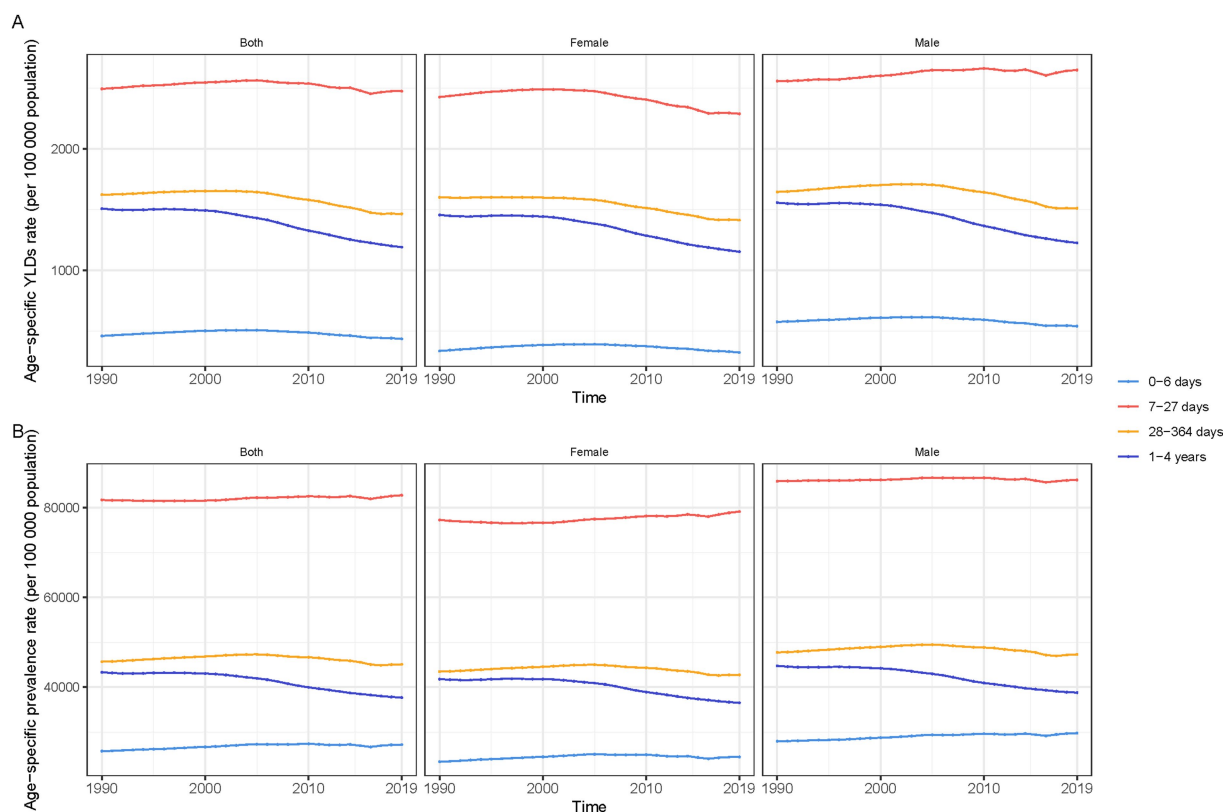 A
Both
Female
Male
Age−specific YLDs rate (per 100 000 population)
2000
1000
1990
2000
2010
2019
1990
2000
2010
2019
1990
2000
2010
2019
Time
0−6 days
7−27 days
28−364 days
1−4 years
B
Both
Female
Male
Age−specific prevalence rate (per 100 000 population)
80000
60000
40000
1990
2000
2010
2019
1990
2000
2010
2019
1990
2000
2010
2019
Time